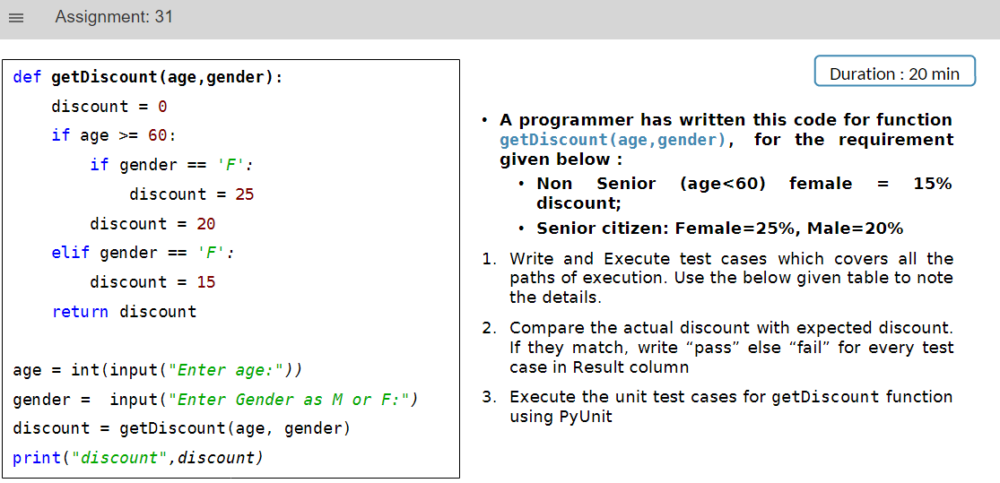 Assignment: 31
def getDiscount(age,gender):
    discount = 0
    if age >= 60:
        if gender == 'F':
            discount = 25
        discount = 20
    elif gender == 'F':
        discount = 15
    return discount
age = int(input("Enter age:"))
gender =  input("Enter Gender as M or F:")
discount = getDiscount(age, gender)
print("discount",discount)
Duration : 20 min
• A programmer has written this code for function
getDiscount(age,gender), for the requirement
given below :
• Non Senior (age<60) female = 15%
discount;
• Senior citizen: Female=25%, Male=20%
1. Write and Execute test cases which covers all the
paths of execution. Use the below given table to note
the details.
2. Compare the actual discount with expected discount.
If they match, write “pass” else “fail” for every test
case in Result column
3. Execute the unit test cases for getDiscount function
using PyUnit